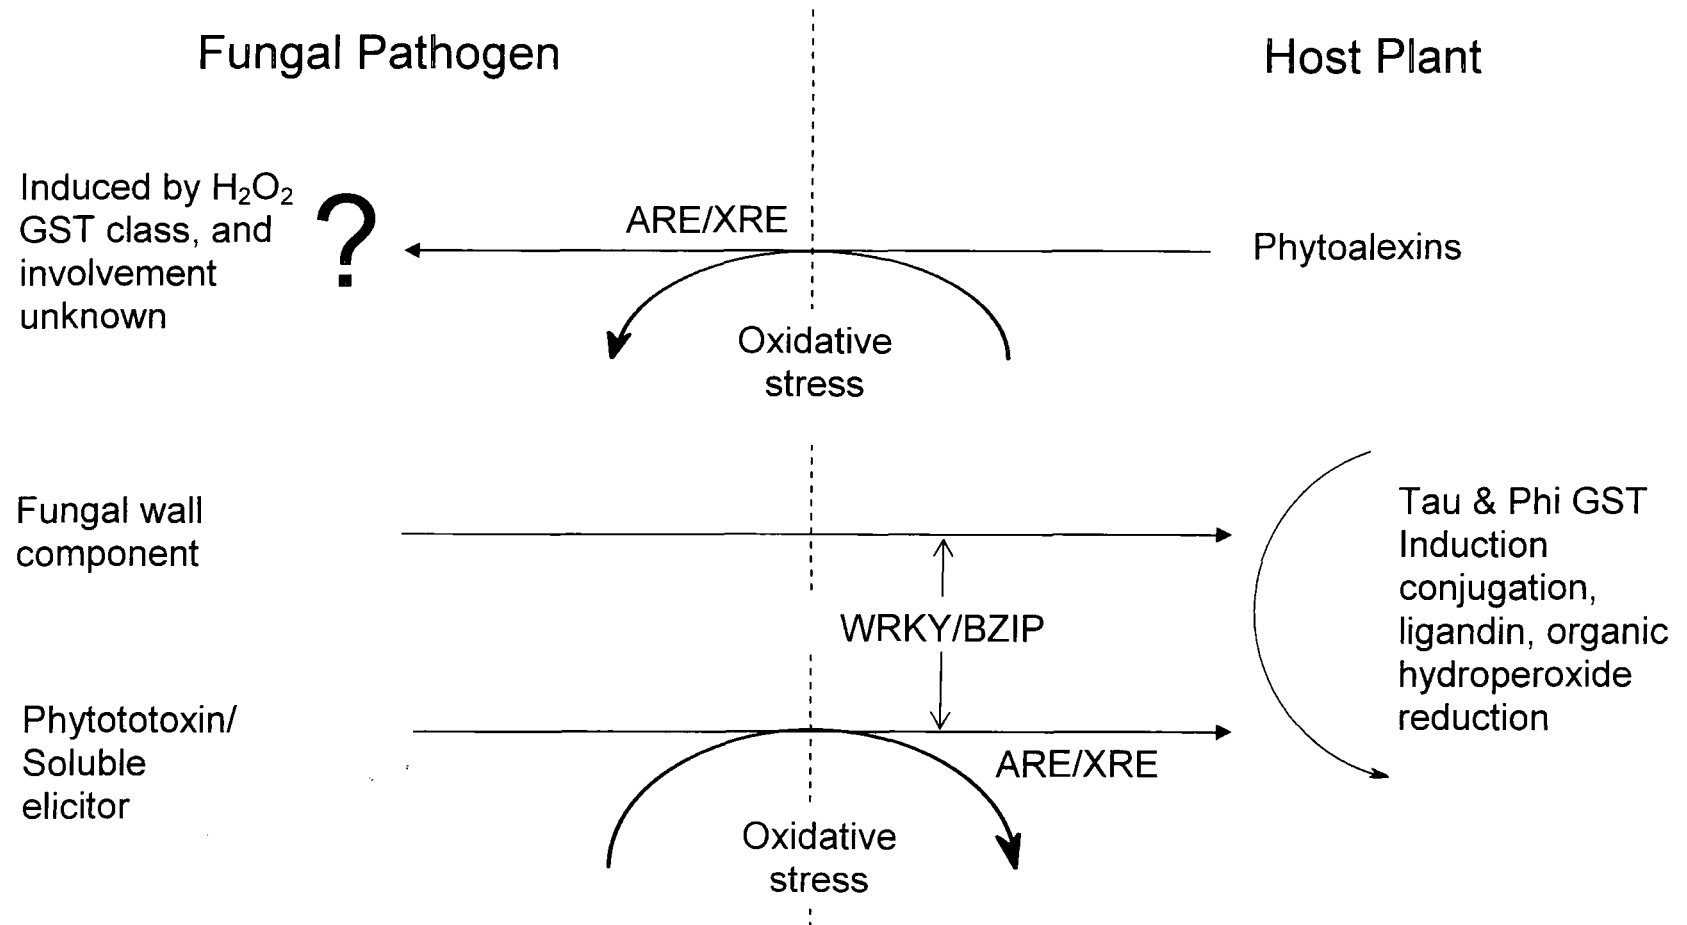 Fungal Pathogen
Host Plant
Induced by H₂O₂
GST class, and
involvement
unknown
?
ARE/XRE
Phytoalexins
Oxidative
stress
Fungal wall
component
WRKY/BZIP
Tau & Phi GST
Induction
conjugation,
ligandin, organic
hydroperoxide
reduction
Phytototoxin/
Soluble
elicitor
ARE/XRE
Oxidative
stress